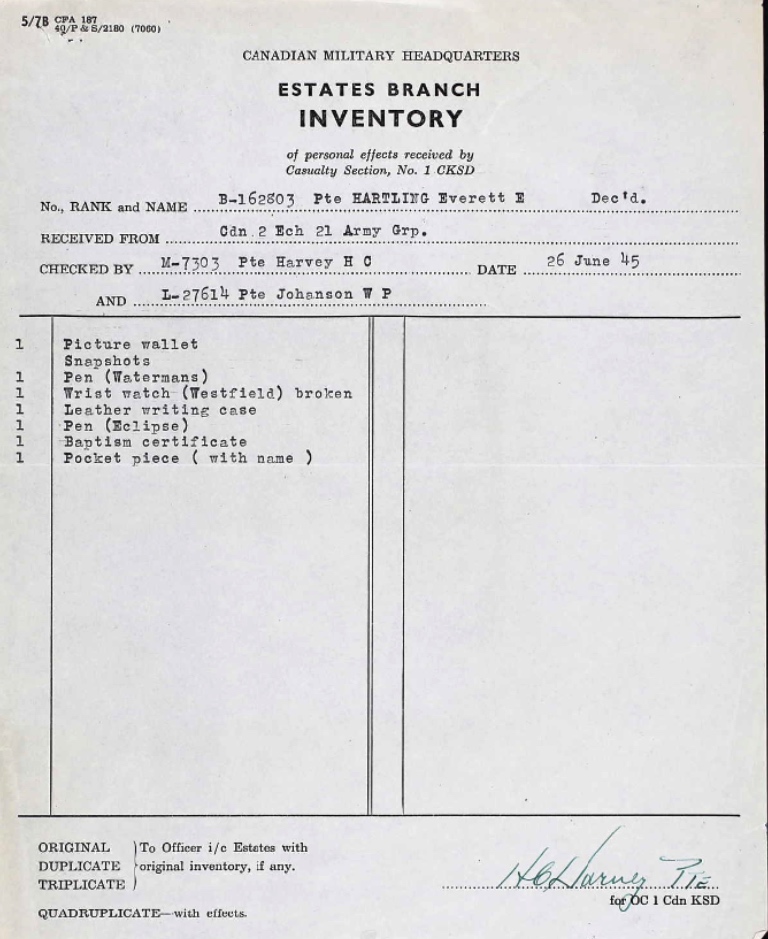 5/7B CFA 187
40/P & S/2180 (7060)
CANADIAN MILITARY HEADQUARTERS
ESTATES BRANCH
INVENTORY
of personal effects received by
Casualty Section, No. 1 CKSD
No., RANK and NAME B-162803 Pte HARTLING Everett E Dec'd.
RECEIVED FROM Cdn 2 Ech 21 Army Grp.
CHECKED BY M-7303 Pte Harvey H C DATE 26 June 45
AND L-27614 Pte Johanson W P
1 Picture wallet
Snapshots
1 Pen (Watermans)
1 Wrist watch (Westfield) broken
1 Leather writing case
1 Pen (Eclipse)
1 Baptism certificate
1 Pocket piece ( with name )
ORIGINAL ) To Officer i/c Estates with
DUPLICATE } original inventory, if any.
TRIPLICATE )
H C Harvey Pte
for OC 1 Cdn KSD
QUADRUPLICATE—with effects.